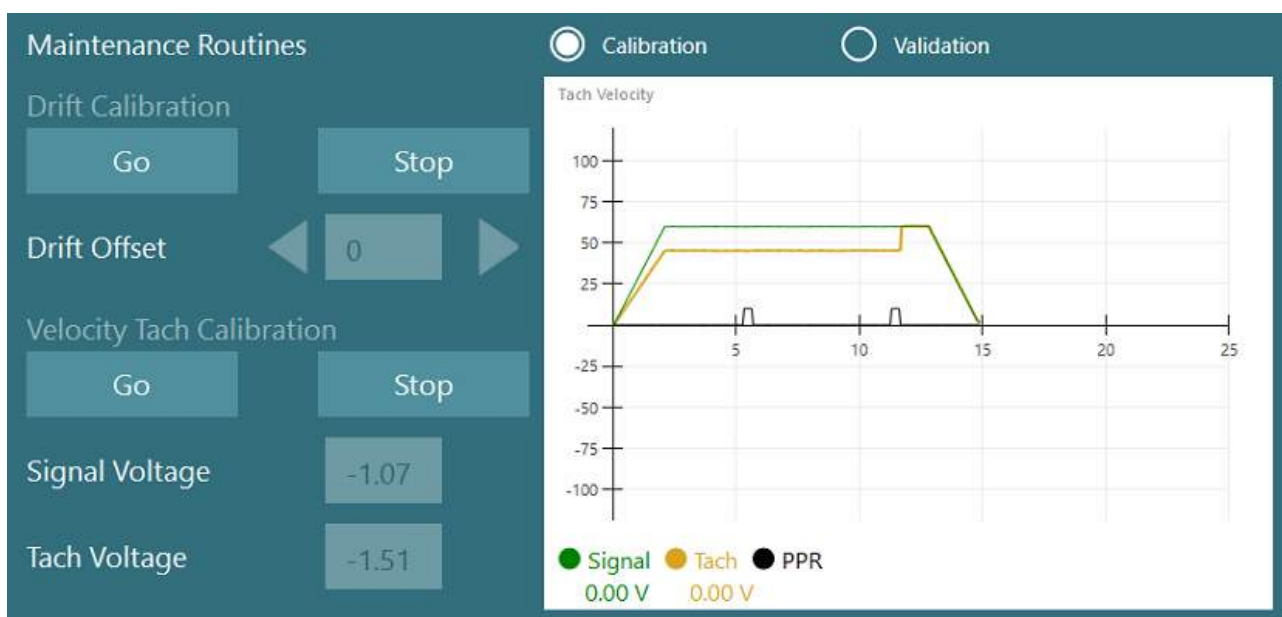 Maintenance Routines
Calibration Validation
Drift Calibration
Go Stop
Drift Offset 0
Velocity Tach Calibration
Go Stop
Signal Voltage -1.07
Tach Voltage -1.51
Tach Velocity
100
75
50
25
5 10 15 20 25
-25
-50
-75
-100
Signal Tach PPR
0.00 V 0.00 V